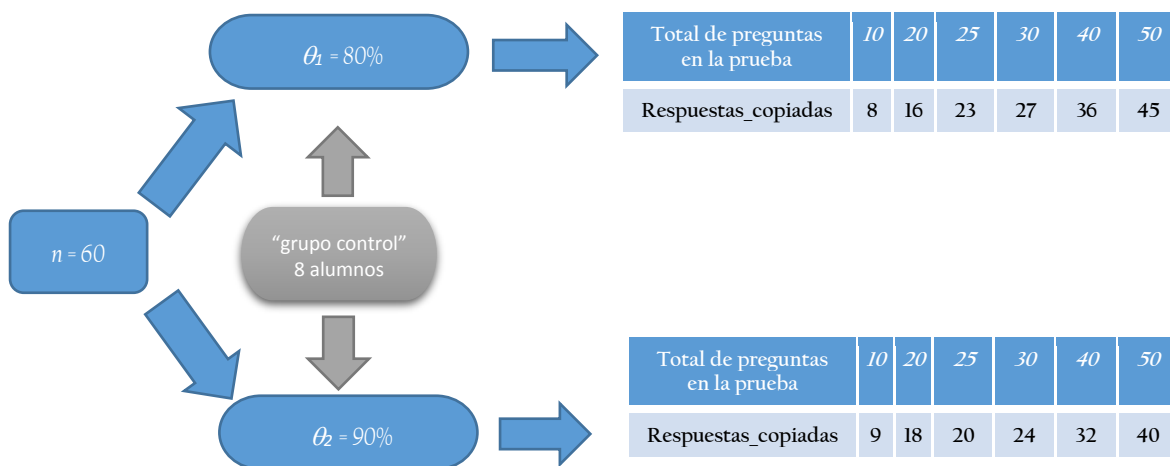 θ1 = 80%
Total de preguntas 10 20 25 30 40 50
en la prueba
Respuestas_copiadas 8 16 23 27 36 45
"grupo control"
8 alumnos
n = 60
Total de preguntas 10 20 25 30 40 50
en la prueba
θ2 = 90%
Respuestas_copiadas 9 18 20 24 32 40